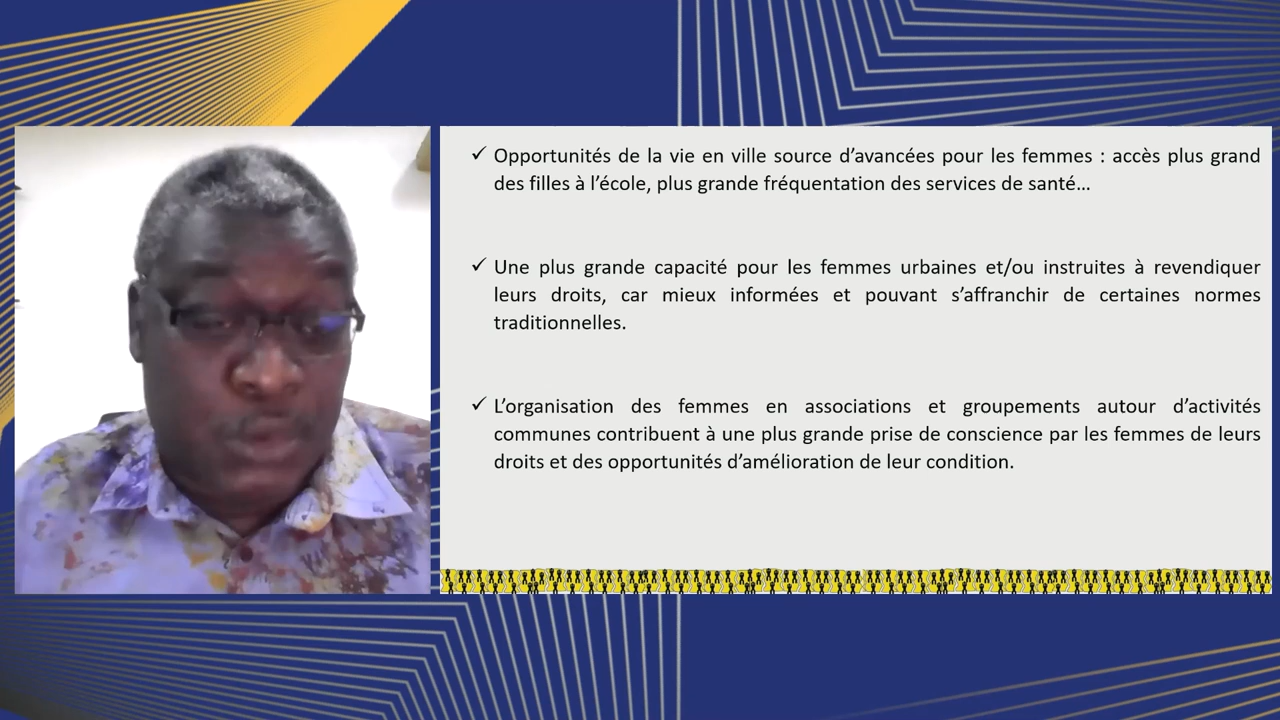 ✓ Opportunités de la vie en ville source d’avancées pour les femmes : accès plus grand
des filles à l’école, plus grande fréquentation des services de santé…
✓ Une plus grande capacité pour les femmes urbaines et/ou instruites à revendiquer
leurs droits, car mieux informées et pouvant s’affranchir de certaines normes
traditionnelles.
✓ L’organisation des femmes en associations et groupements autour d’activités
communes contribuent à une plus grande prise de conscience par les femmes de leurs
droits et des opportunités d’amélioration de leur condition.